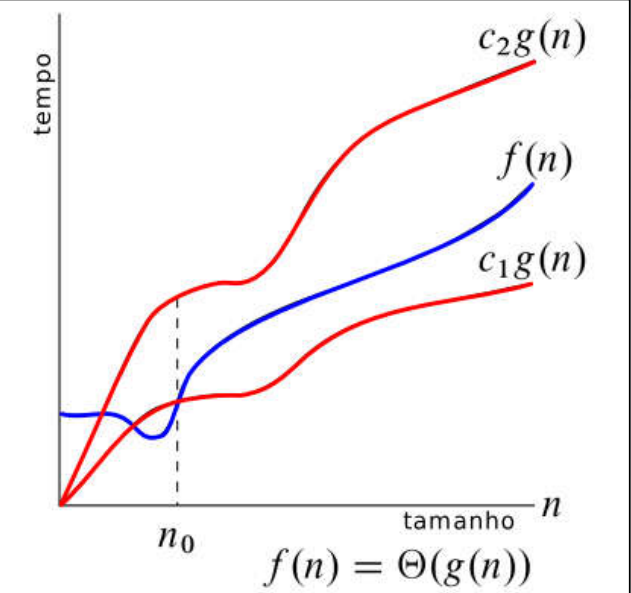 c₂g(n)
tempo
f(n)
c₁g(n)
n
tamanho
n₀
f(n) = Θ(g(n))